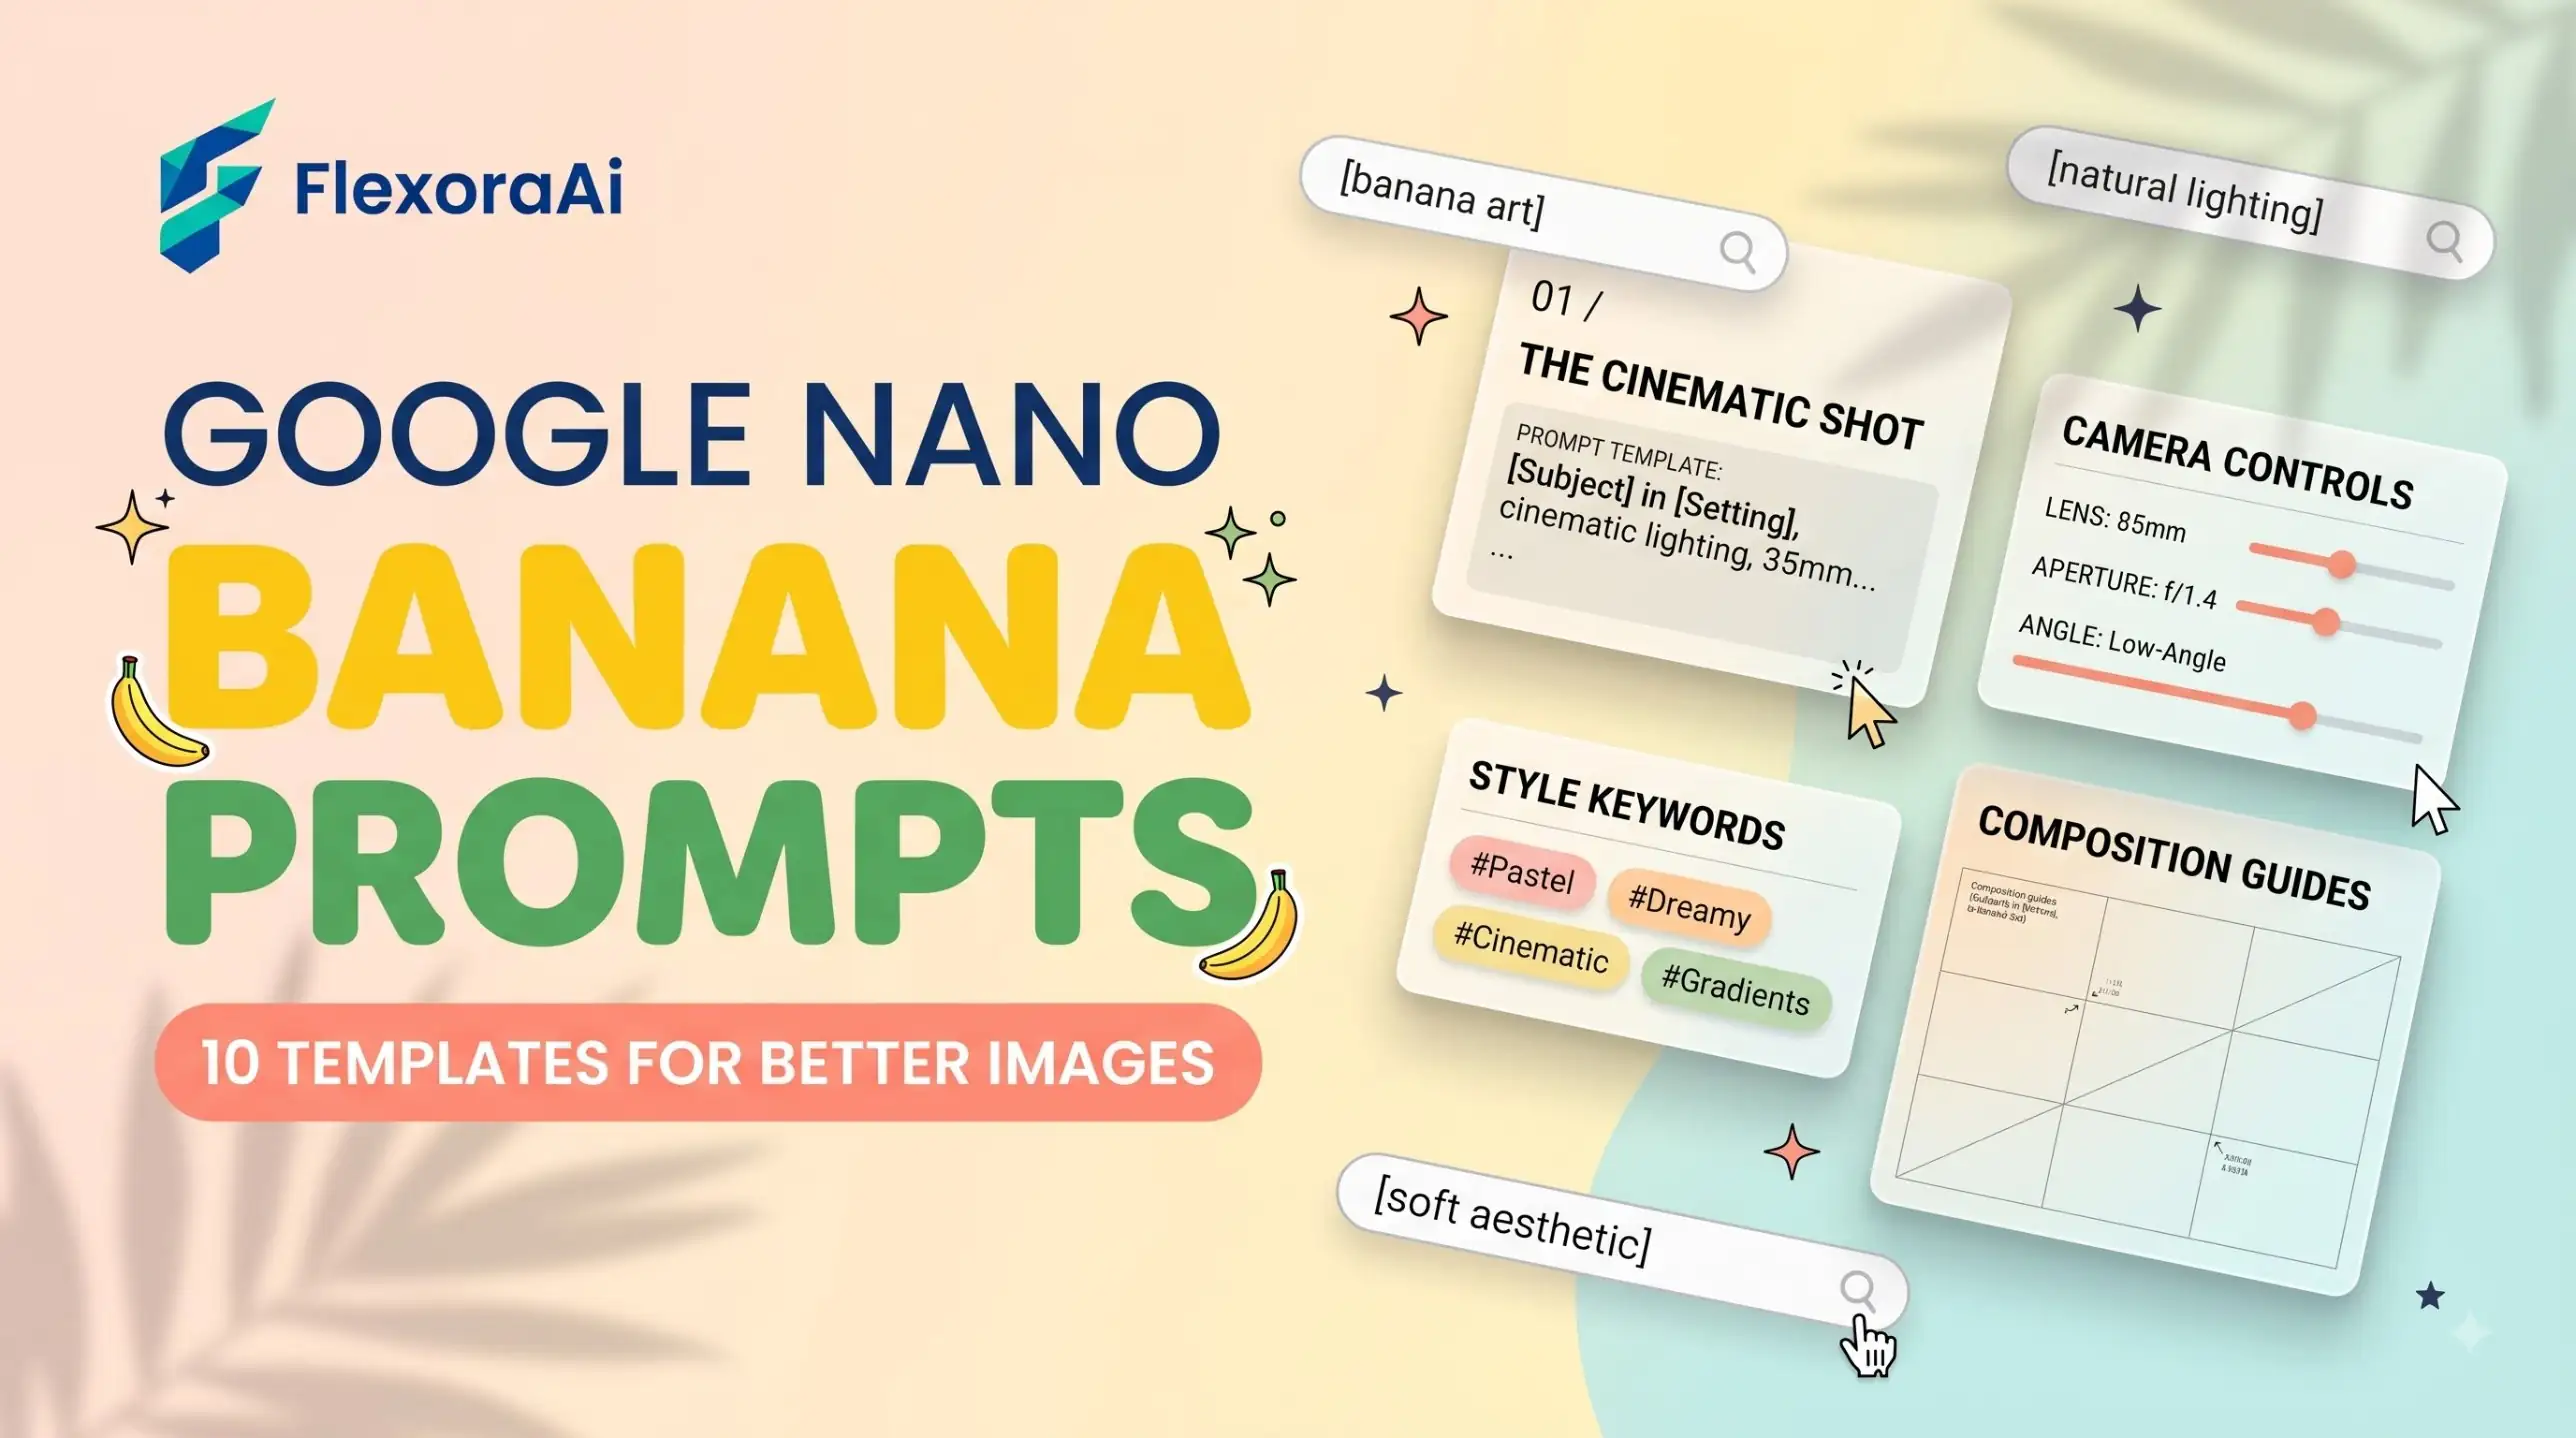 FlexoraAi
GOOGLE NANO
BANANA
PROMPTS
10 TEMPLATES FOR BETTER IMAGES
[banana art]
[natural lighting]
01 /
THE CINEMATIC SHOT
PROMPT TEMPLATE:
[Subject] in [Setting],
cinematic lighting, 35mm...
...
CAMERA CONTROLS
LENS: 85mm
APERTURE: f/1.4
ANGLE: Low-Angle
STYLE KEYWORDS
#Pastel
#Dreamy
#Cinematic
#Gradients
COMPOSITION GUIDES
Composition guides
[soft aesthetic]